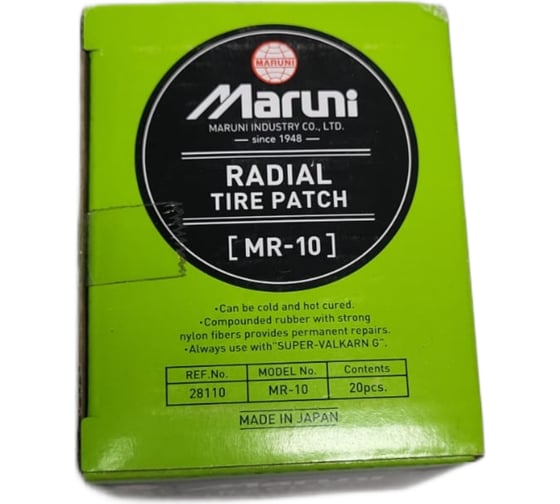 MARUNI
Maruni
MARUNI INDUSTRY CO., LTD.
since 1948
RADIAL
TIRE PATCH
[MR-10]
•Can be cold and hot cured.
•Compounded rubber with strong
nylon fibers provides permanent repairs.
•Always use with"SUPER-VALKARN G".
REF.No. MODEL No. Contents
28110 MR-10 20pcs.
MADE IN JAPAN